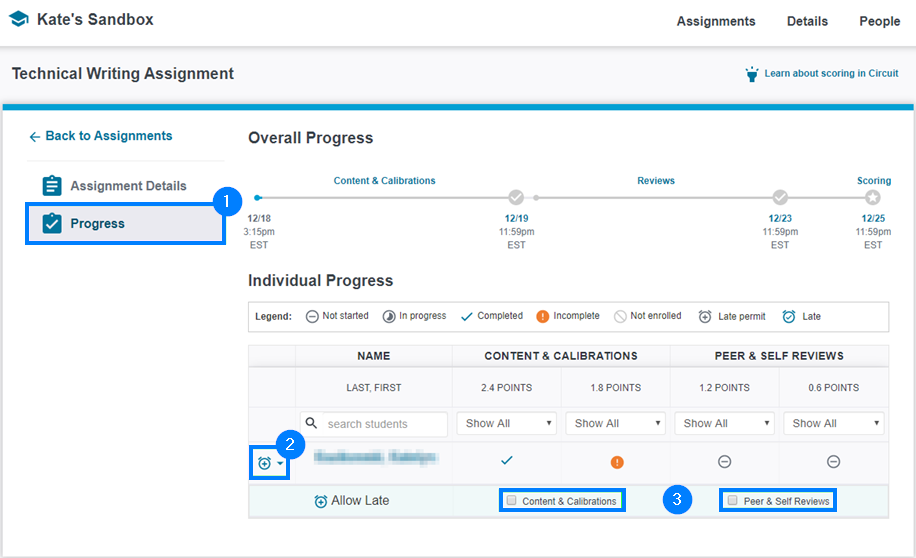 Kate's Sandbox
Assignments Details People
Technical Writing Assignment
Learn about scoring in Circuit
Back to Assignments
Overall Progress
Assignment Details
1
Progress
Content & Calibrations Reviews Scoring
12/18 12/19 12/23 12/25
3:15pm 11:59pm 11:59pm 11:59pm
EST EST EST EST
Individual Progress
Legend: Not started In progress Completed Incomplete Not enrolled Late permit Late
NAME CONTENT & CALIBRATIONS PEER & SELF REVIEWS
LAST, FIRST 2.4 POINTS 1.8 POINTS 1.2 POINTS 0.6 POINTS
search students Show All Show All Show All Show All
2
Allow Late Content & Calibrations 3 Peer & Self Reviews